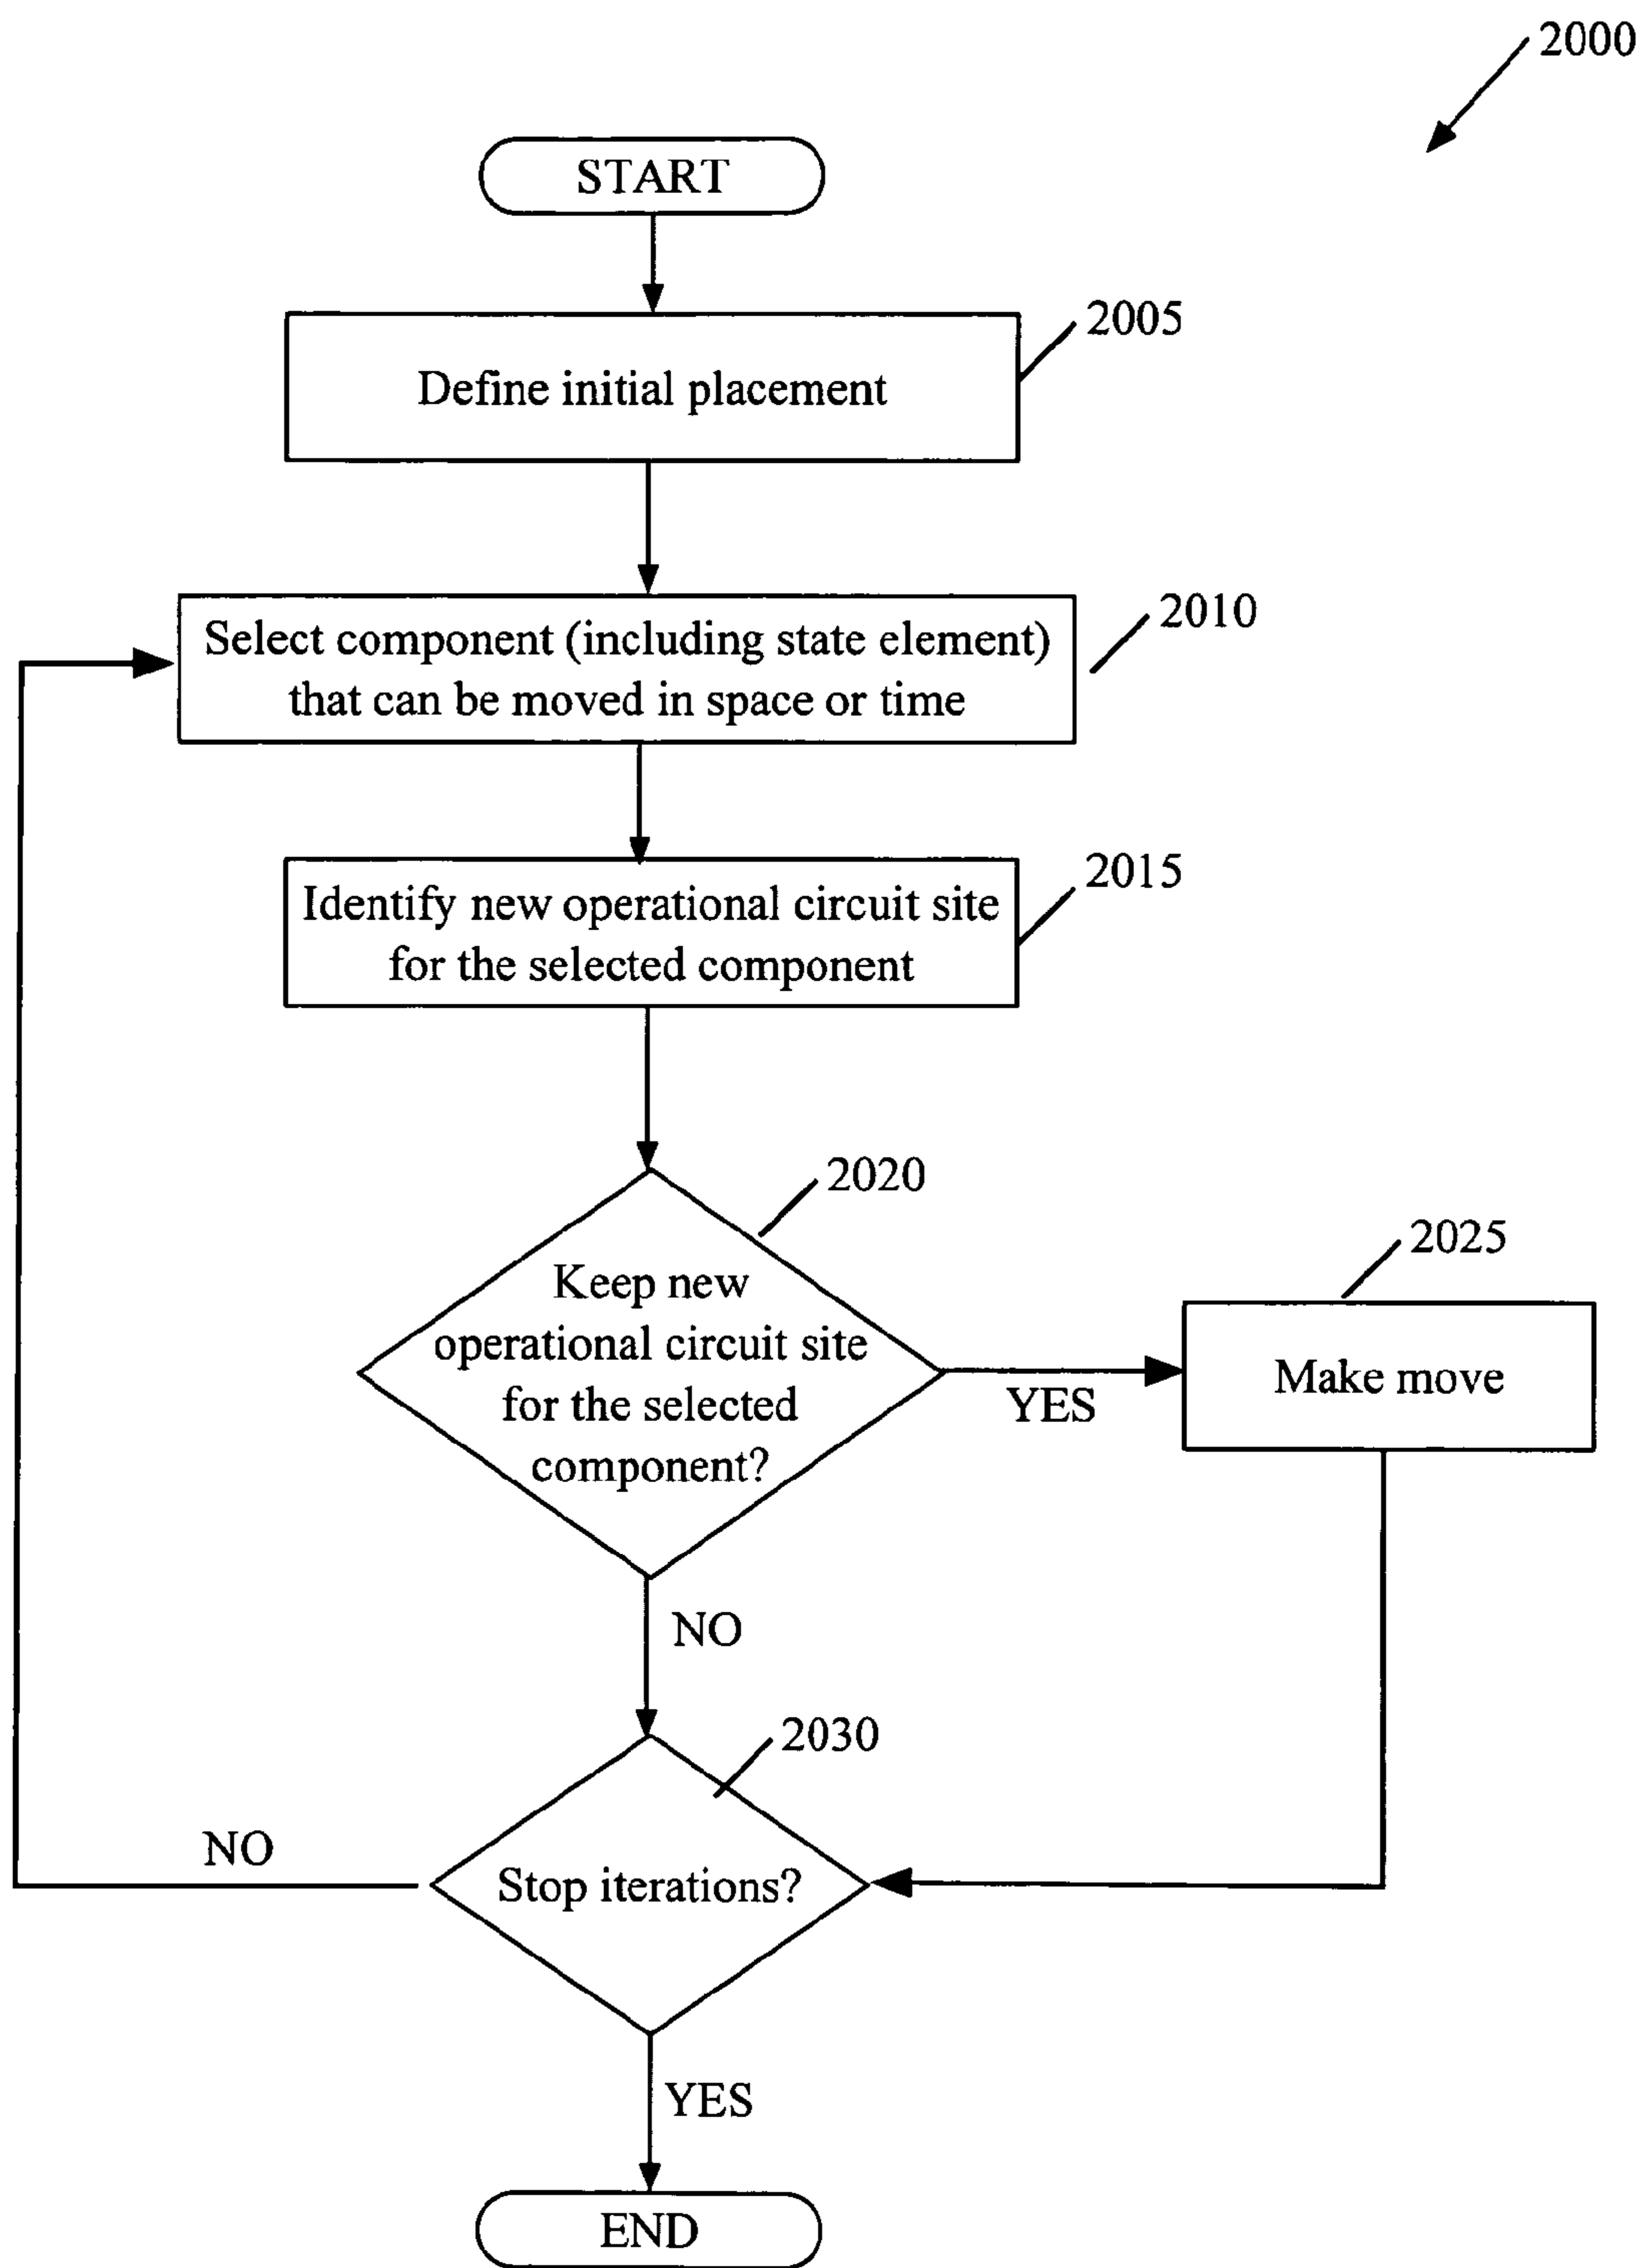 2000
START
2005
Define initial placement
2010
Select component (including state element)
that can be moved in space or time
2015
Identify new operational circuit site
for the selected component
2020
Keep new
operational circuit site
for the selected
component?
YES
2025
Make move
NO
2030
Stop iterations?
NO
YES
END